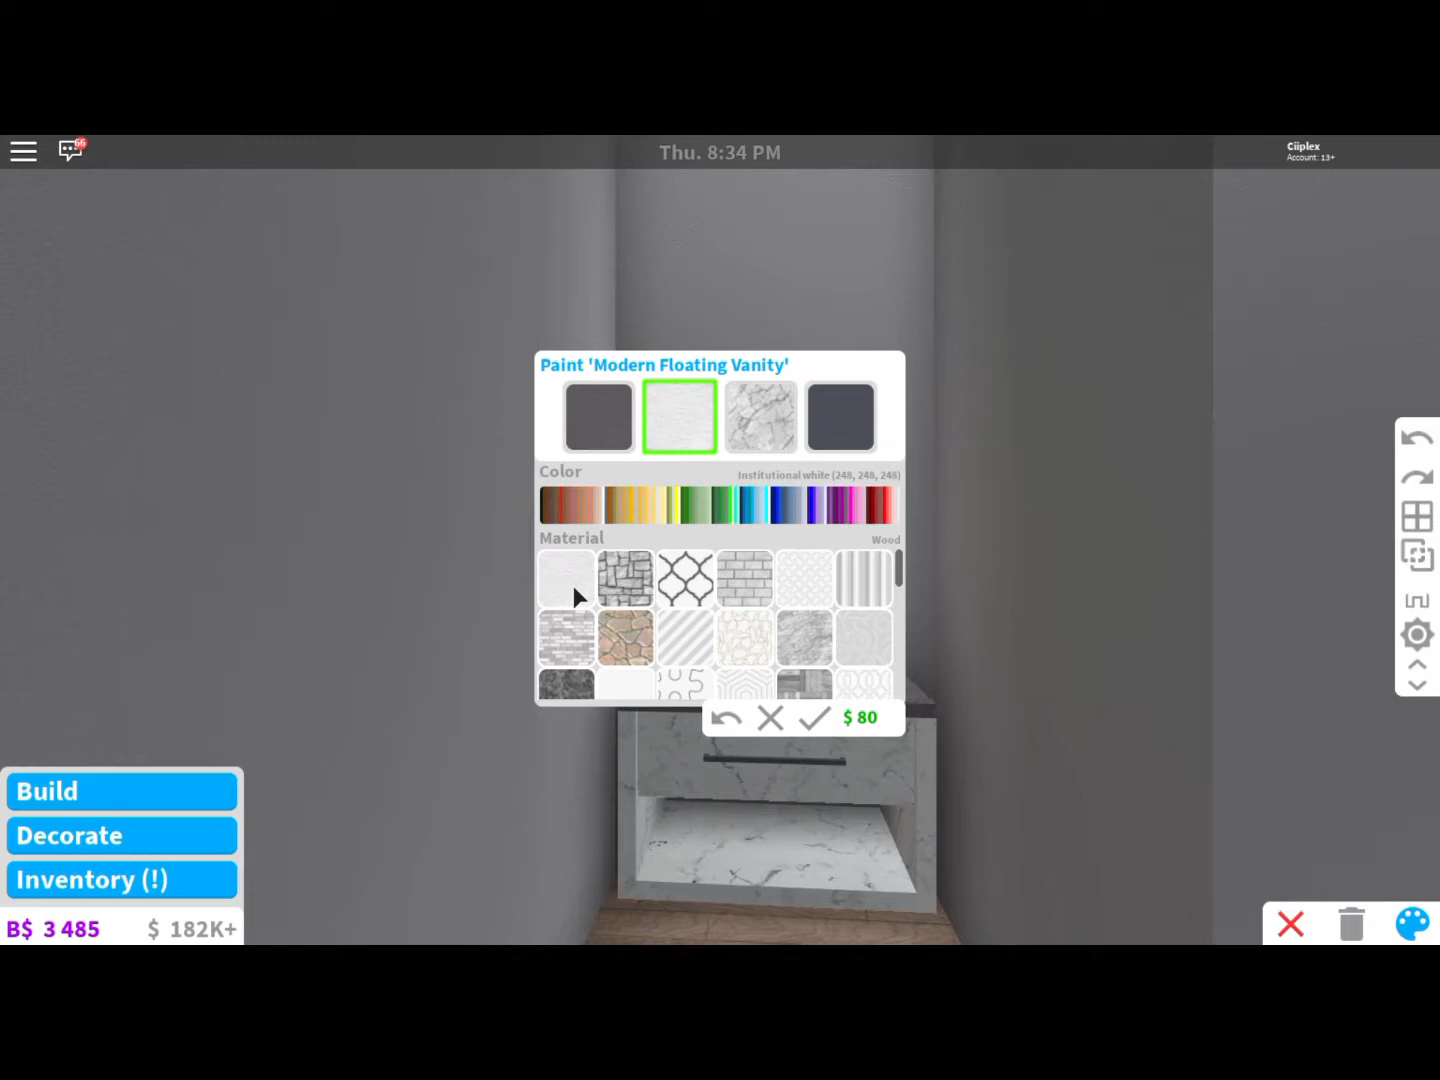 66
Thu. 8:34 PM
Ciiplex
Account: 13+
Paint 'Modern Floating Vanity'
Color
Institutional white (248, 248, 248)
Material
Wood
$ 80
Build
Decorate
Inventory (!)
B$ 3 485
$ 182K+